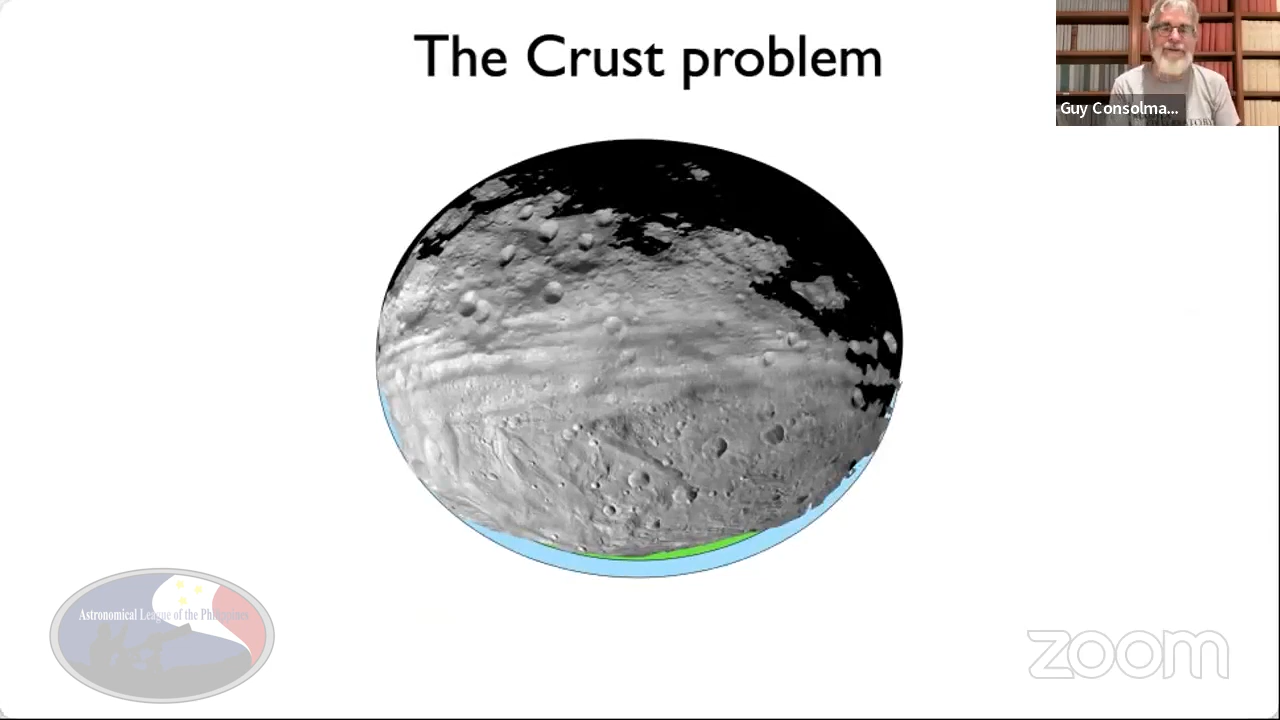 The Crust problem
Guy Consolma...
Astronomical League of the Philippines
zoom